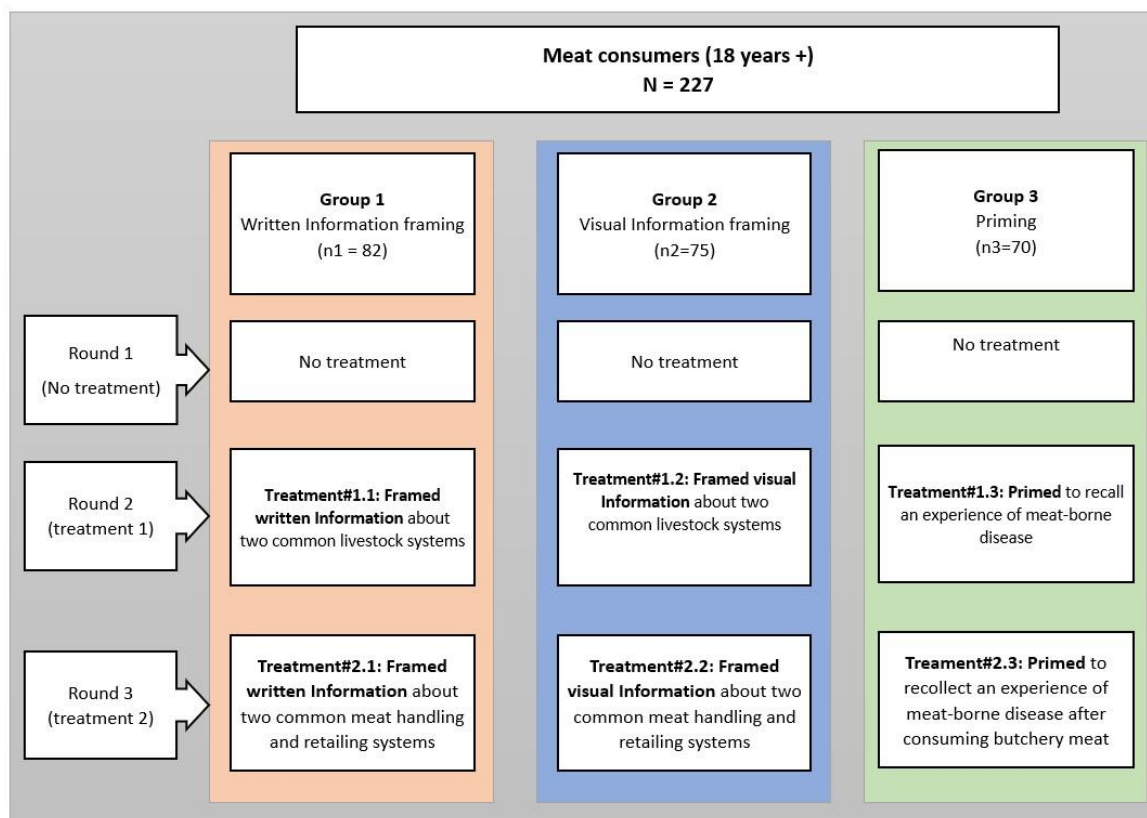 Meat consumers (18 years +)
N = 227
Group 1
Written Information framing
(n1 = 82)
Group 2
Visual Information framing
(n2=75)
Group 3
Priming
(n3=70)
Round 1
(No treatment)
No treatment
No treatment
No treatment
Round 2
(treatment 1)
Treatment#1.1: Framed
written Information about
two common livestock systems
Treatment#1.2: Framed visual
Information about two
common livestock systems
Treatment#1.3: Primed to recall
an experience of meat-borne
disease
Round 3
(treatment 2)
Treatment#2.1: Framed
written Information about
two common meat handling
and retailing systems
Treatment#2.2: Framed
visual Information about two
common meat handling and
retailing systems
Treament#2.3: Primed to
recollect an experience of
meat-borne disease after
consuming butchery meat